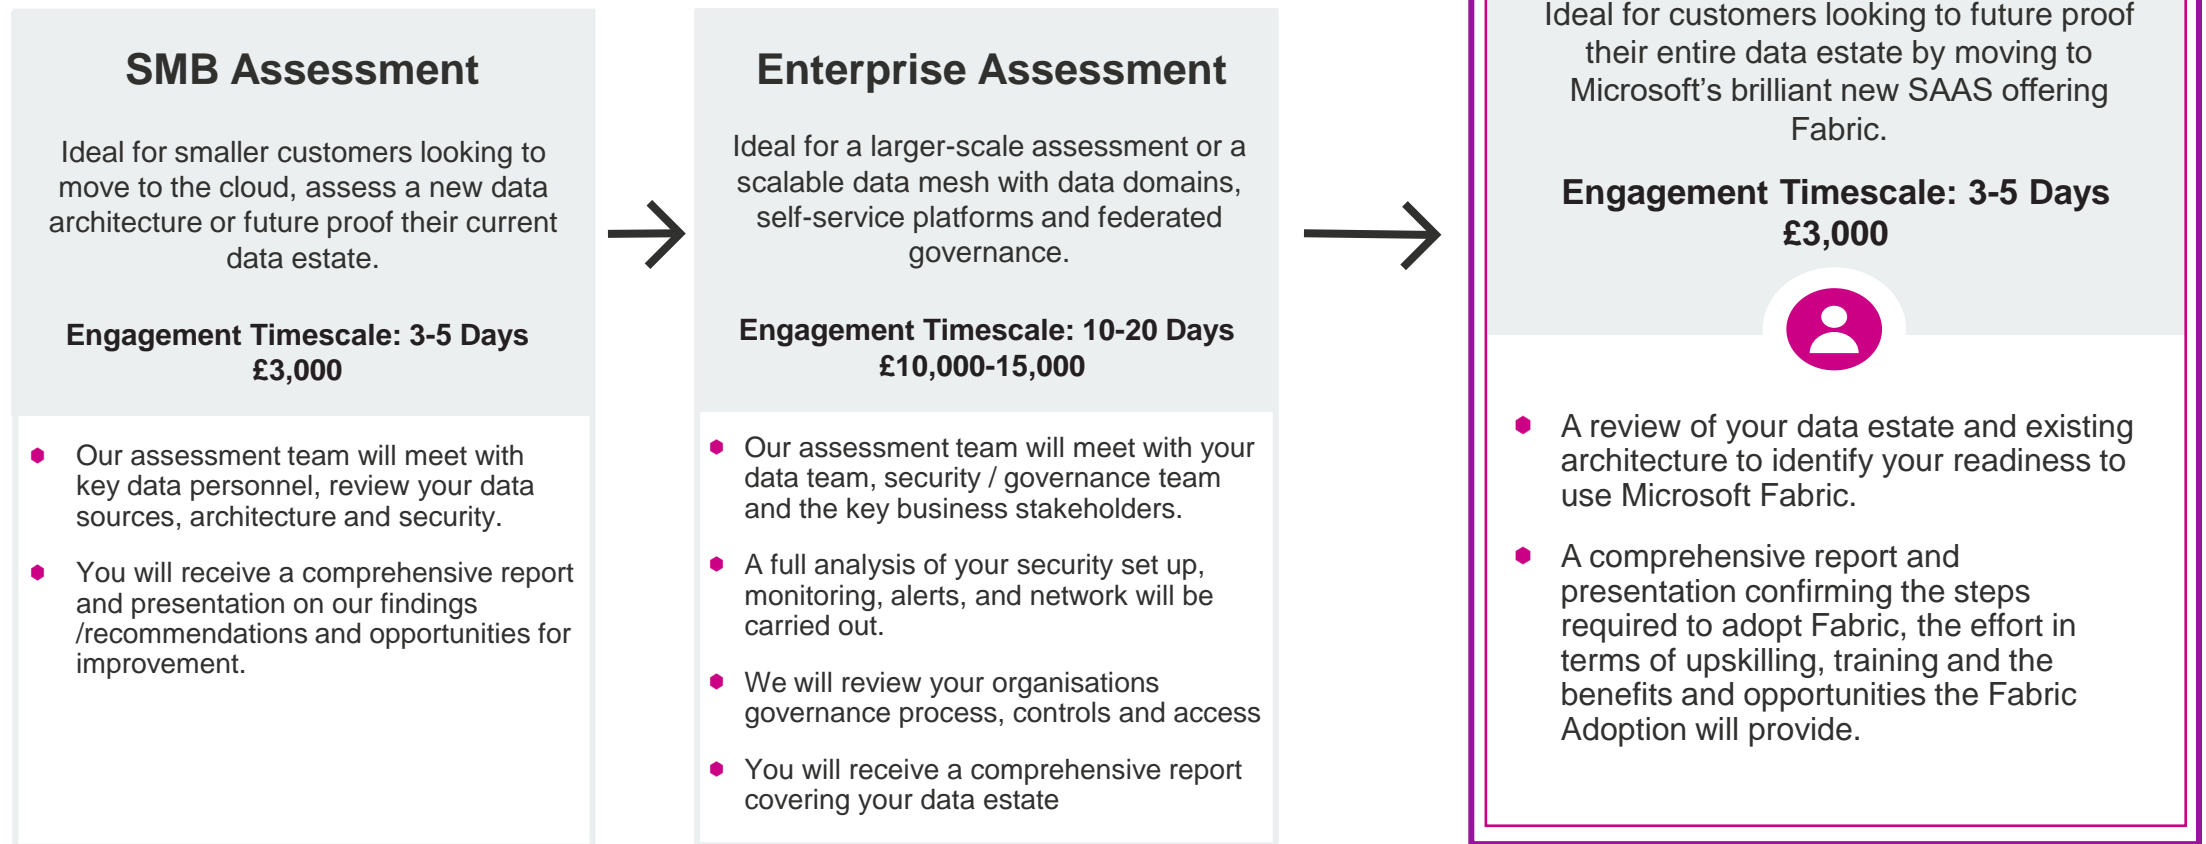 SMB Assessment
Ideal for smaller customers looking to
move to the cloud, assess a new data
architecture or future proof their current
data estate.
Engagement Timescale: 3-5 Days
£3,000
Our assessment team will meet with
key data personnel, review your data
sources, architecture and security.
You will receive a comprehensive report
and presentation on our findings
/recommendations and opportunities for
improvement.
Enterprise Assessment
Ideal for a larger-scale assessment or a
scalable data mesh with data domains,
self-service platforms and federated
governance.
Engagement Timescale: 10-20 Days
£10,000-15,000
Our assessment team will meet with your
data team, security / governance team
and the key business stakeholders.
A full analysis of your security set up,
monitoring, alerts, and network will be
carried out.
We will review your organisations
governance process, controls and access
You will receive a comprehensive report
covering your data estate
Ideal for customers looking to future proof
their entire data estate by moving to
Microsoft's brilliant new SAAS offering
Fabric.
Engagement Timescale: 3-5 Days
£3,000
A review of your data estate and existing
architecture to identify your readiness to
use Microsoft Fabric.
A comprehensive report and
presentation confirming the steps
required to adopt Fabric, the effort in
terms of upskilling, training and the
benefits and opportunities the Fabric
Adoption will provide.